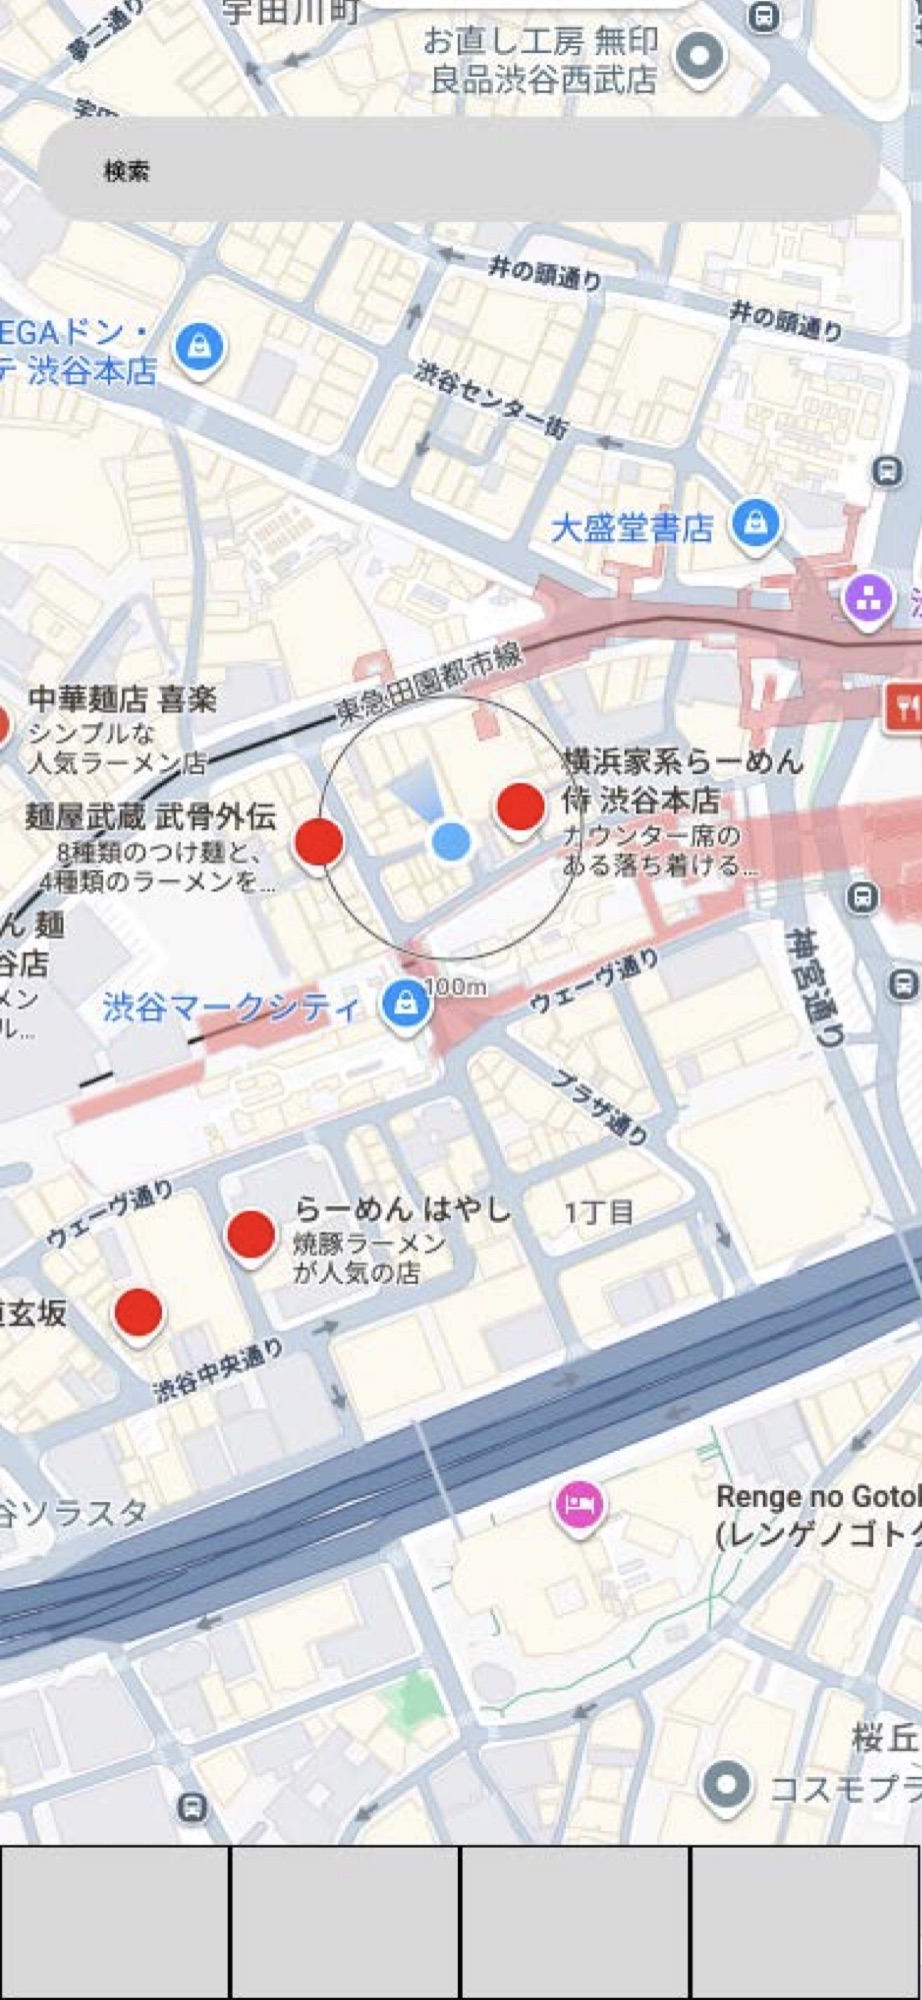 夢二通り
宇田川町
お直し工房 無印
良品渋谷西武店
検索
井の頭通り
井の頭通り
EGAドン・
テ 渋谷本店
渋谷センター街
大盛堂書店
東急田園都市線
中華麺店 喜楽
シンプルな
人気ラーメン店
横浜家系らーめん
侍 渋谷本店
カウンター席の
ある落ち着ける...
麺屋武蔵 武骨外伝
8種類のつけ麺と、
4種類のラーメンを...
ん 麺
谷店
メン
ル...
100m
渋谷マークシティ
ウェーヴ通り
神宮通り
プラザ通り
ウェーヴ通り
らーめん はやし
焼豚ラーメン
が人気の店
1丁目
玄坂
渋谷中央通り
谷ソラスタ
Renge no Gotok
(レンゲノゴトク
桜丘
コスモプラ